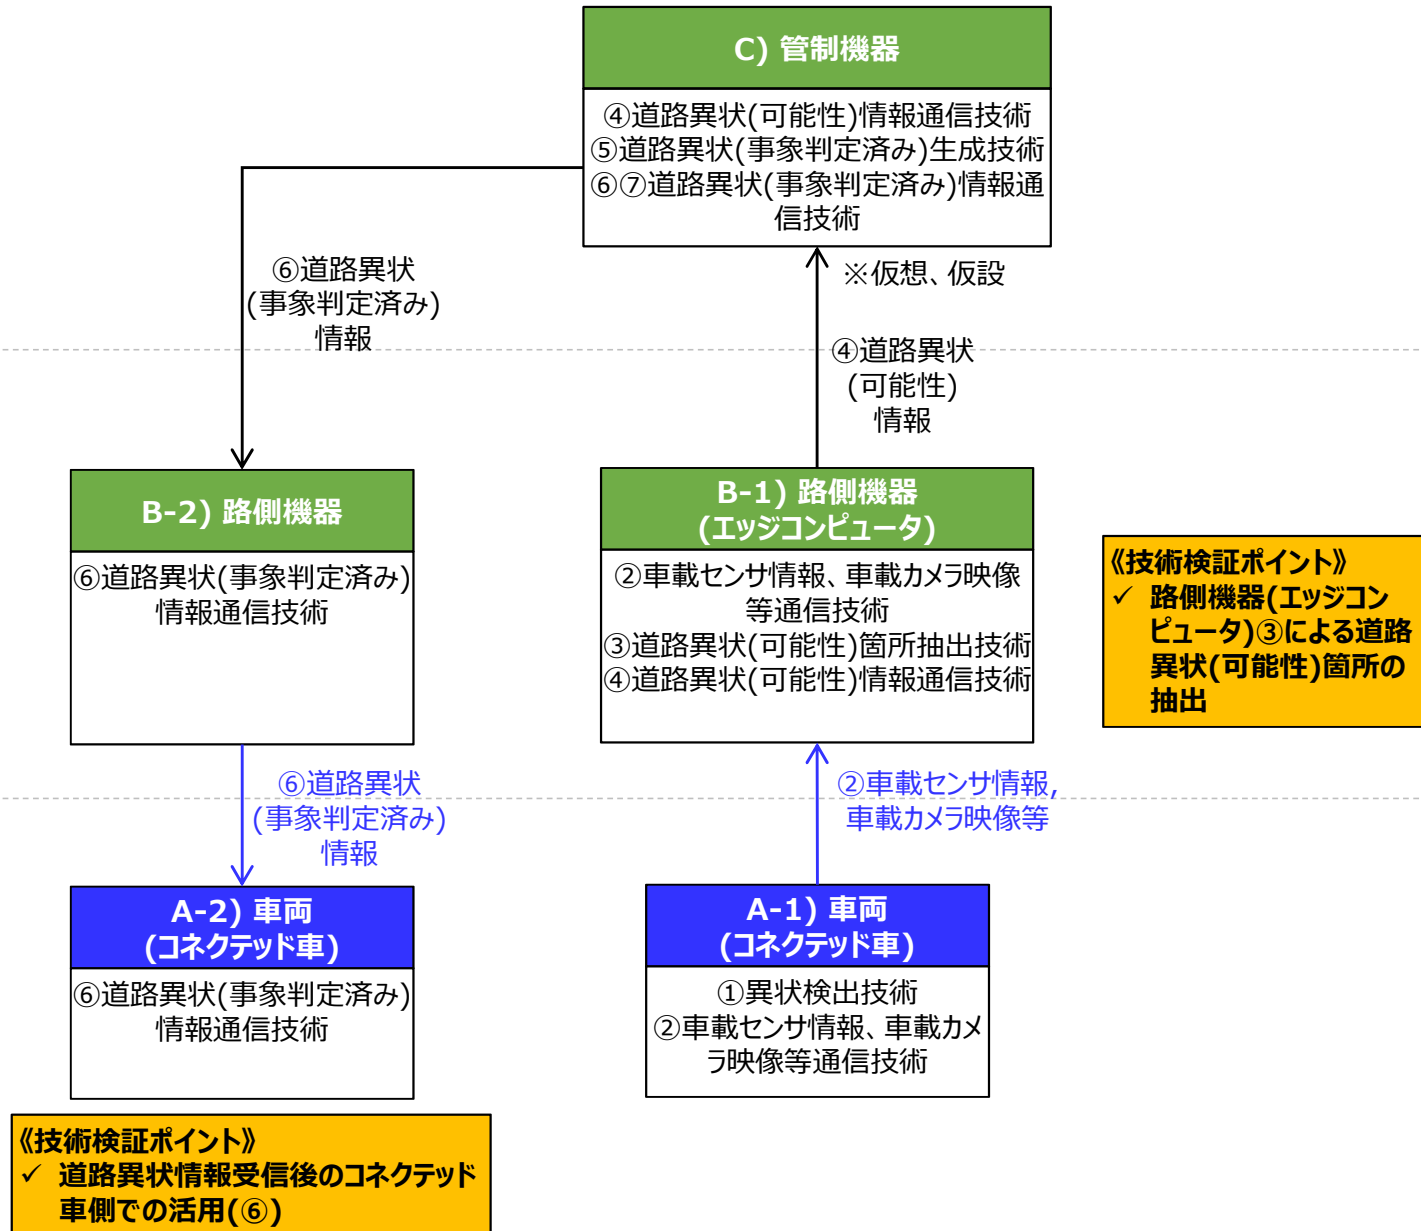 C) 管制機器
④道路異状(可能性)情報通信技術
⑤道路異状(事象判定済み)生成技術
⑥⑦道路異状(事象判定済み)情報通
信技術
⑥道路異状
(事象判定済み)
情報
※仮想、仮設
④道路異状
(可能性)
情報
B-2) 路側機器
⑥道路異状(事象判定済み)
情報通信技術
B-1) 路側機器
(エッジコンピュータ)
②車載センサ情報、車載カメラ映像
等通信技術
③道路異状(可能性)箇所抽出技術
④道路異状(可能性)情報通信技術
《技術検証ポイント》
✓ 路側機器(エッジコン
ピュータ)③による道路
異状(可能性)箇所の
抽出
⑥道路異状
(事象判定済み)
情報
②車載センサ情報,
車載カメラ映像等
A-2) 車両
(コネクテッド車)
⑥道路異状(事象判定済み)
情報通信技術
A-1) 車両
(コネクテッド車)
①異状検出技術
②車載センサ情報、車載カメ
ラ映像等通信技術
《技術検証ポイント》
✓ 道路異状情報受信後のコネクテッド
車側での活用(⑥)